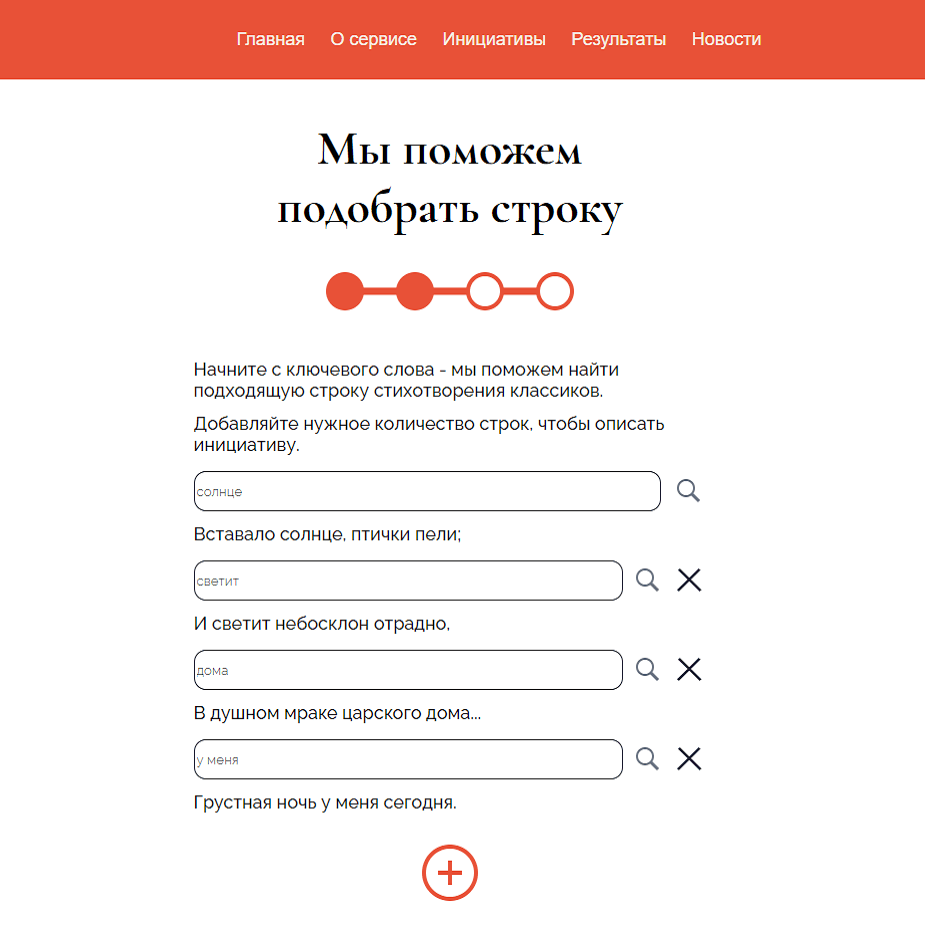 Главная О сервисе Инициативы Результаты Новости
Мы поможем
подобрать строку
Начните с ключевого слова - мы поможем найти
подходящую строку стихотворения классиков.
Добавляйте нужное количество строк, чтобы описать
инициативу.
солнце
Вставало солнце, птички пели;
светит
И светит небосклон отрадно,
дома
В душном мраке царского дома...
у меня
Грустная ночь у меня сегодня.